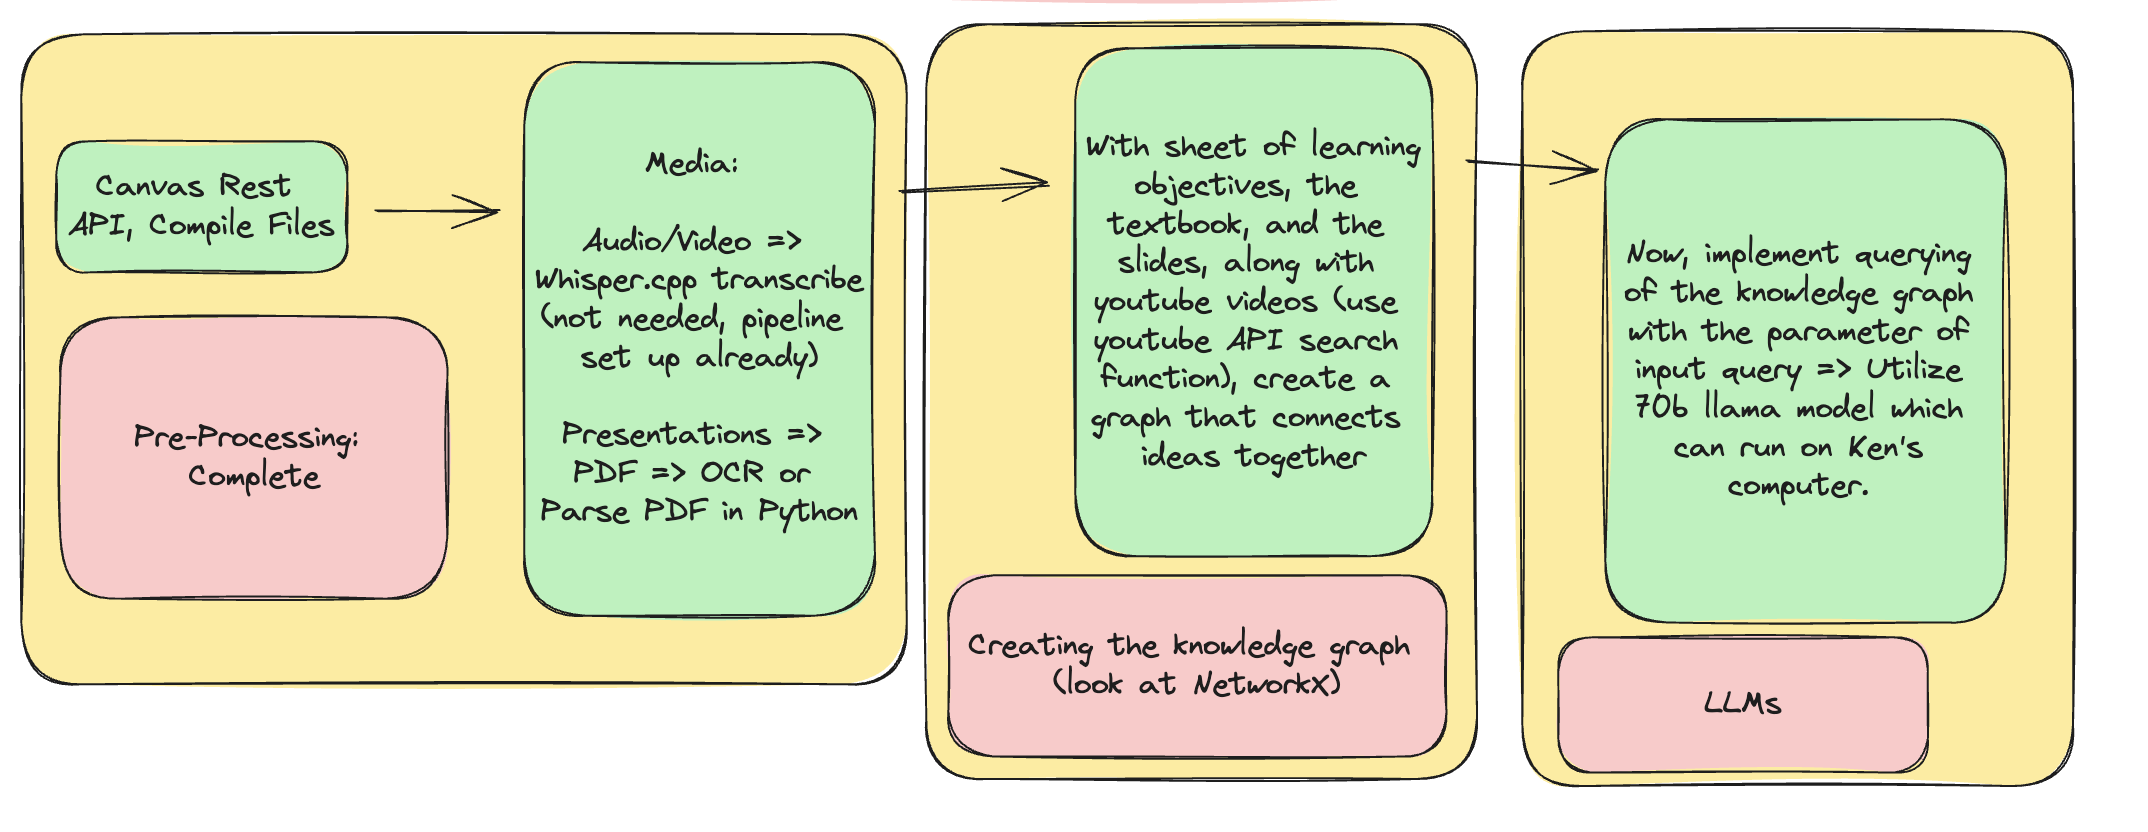 Canvas Rest
API, Compile Files
Pre-Processing:
Complete
Media:
Audio/Video =>
Whisper.cpp transcribe
(not needed, pipeline
set up already)
Presentations =>
PDF => OCR or
Parse PDF in Python
With sheet of learning
objectives, the
textbook, and the
slides, along with
youtube videos (use
youtube API search
function), create a
graph that connects
ideas together
Creating the knowledge graph
(look at NetworkX)
Now, implement querying
of the knowledge graph
with the parameter of
input query => Utilize
70b llama model which
can run on Ken's
computer.
LLMs